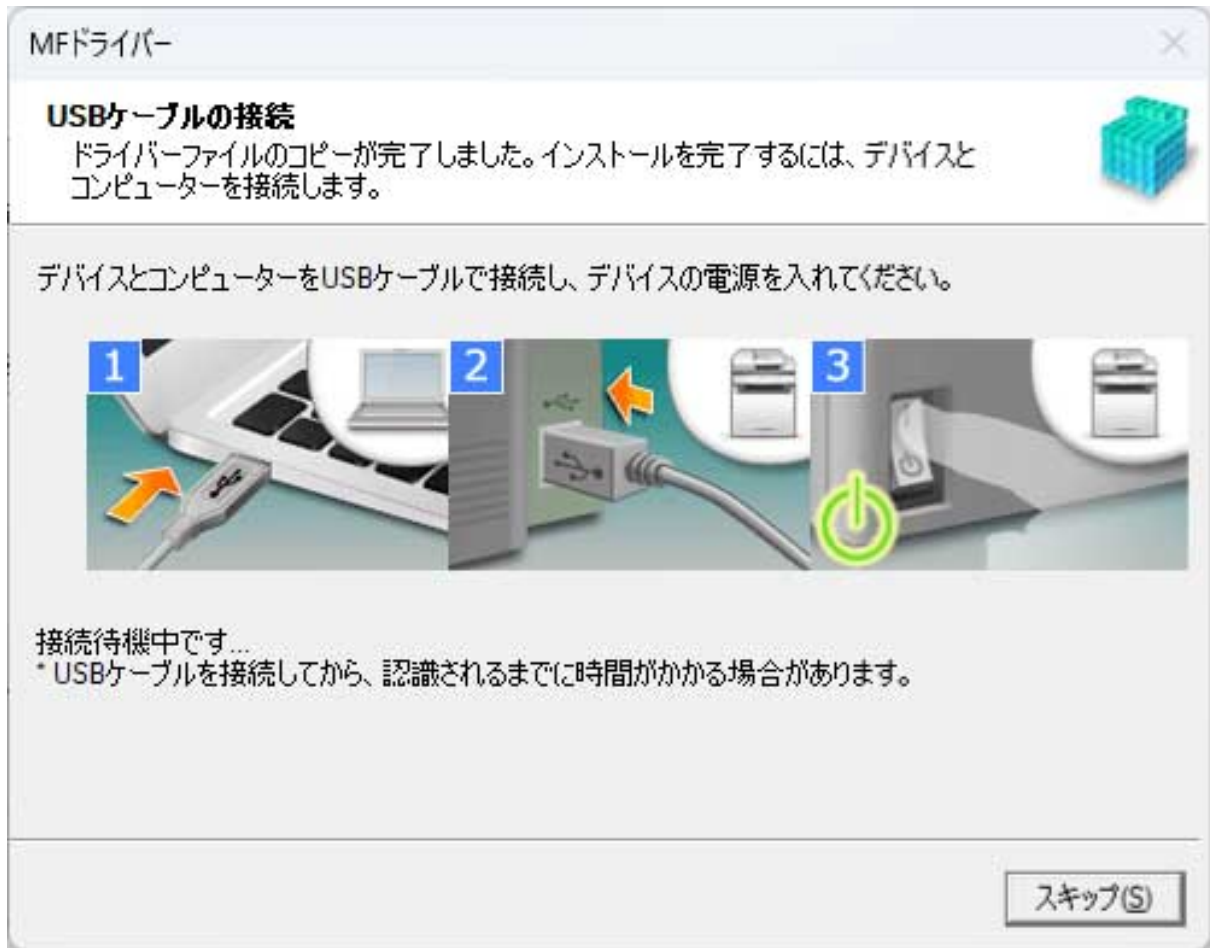 MFドライバー
USBケーブルの接続
ドライバーファイルのコピーが完了しました。インストールを完了するには、デバイスと
コンピューターを接続します。
デバイスとコンピューターをUSBケーブルで接続し、デバイスの電源を入れてください。
1
2
3
接続待機中です...
* USBケーブルを接続してから、認識されるまでに時間がかかる場合があります。
スキップ(S)